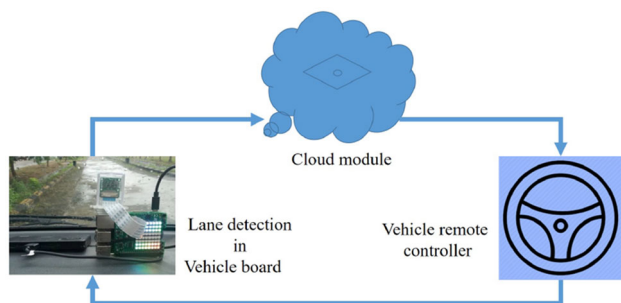 Cloud module
Lane detection
in
Vehicle board
Vehicle remote
controller